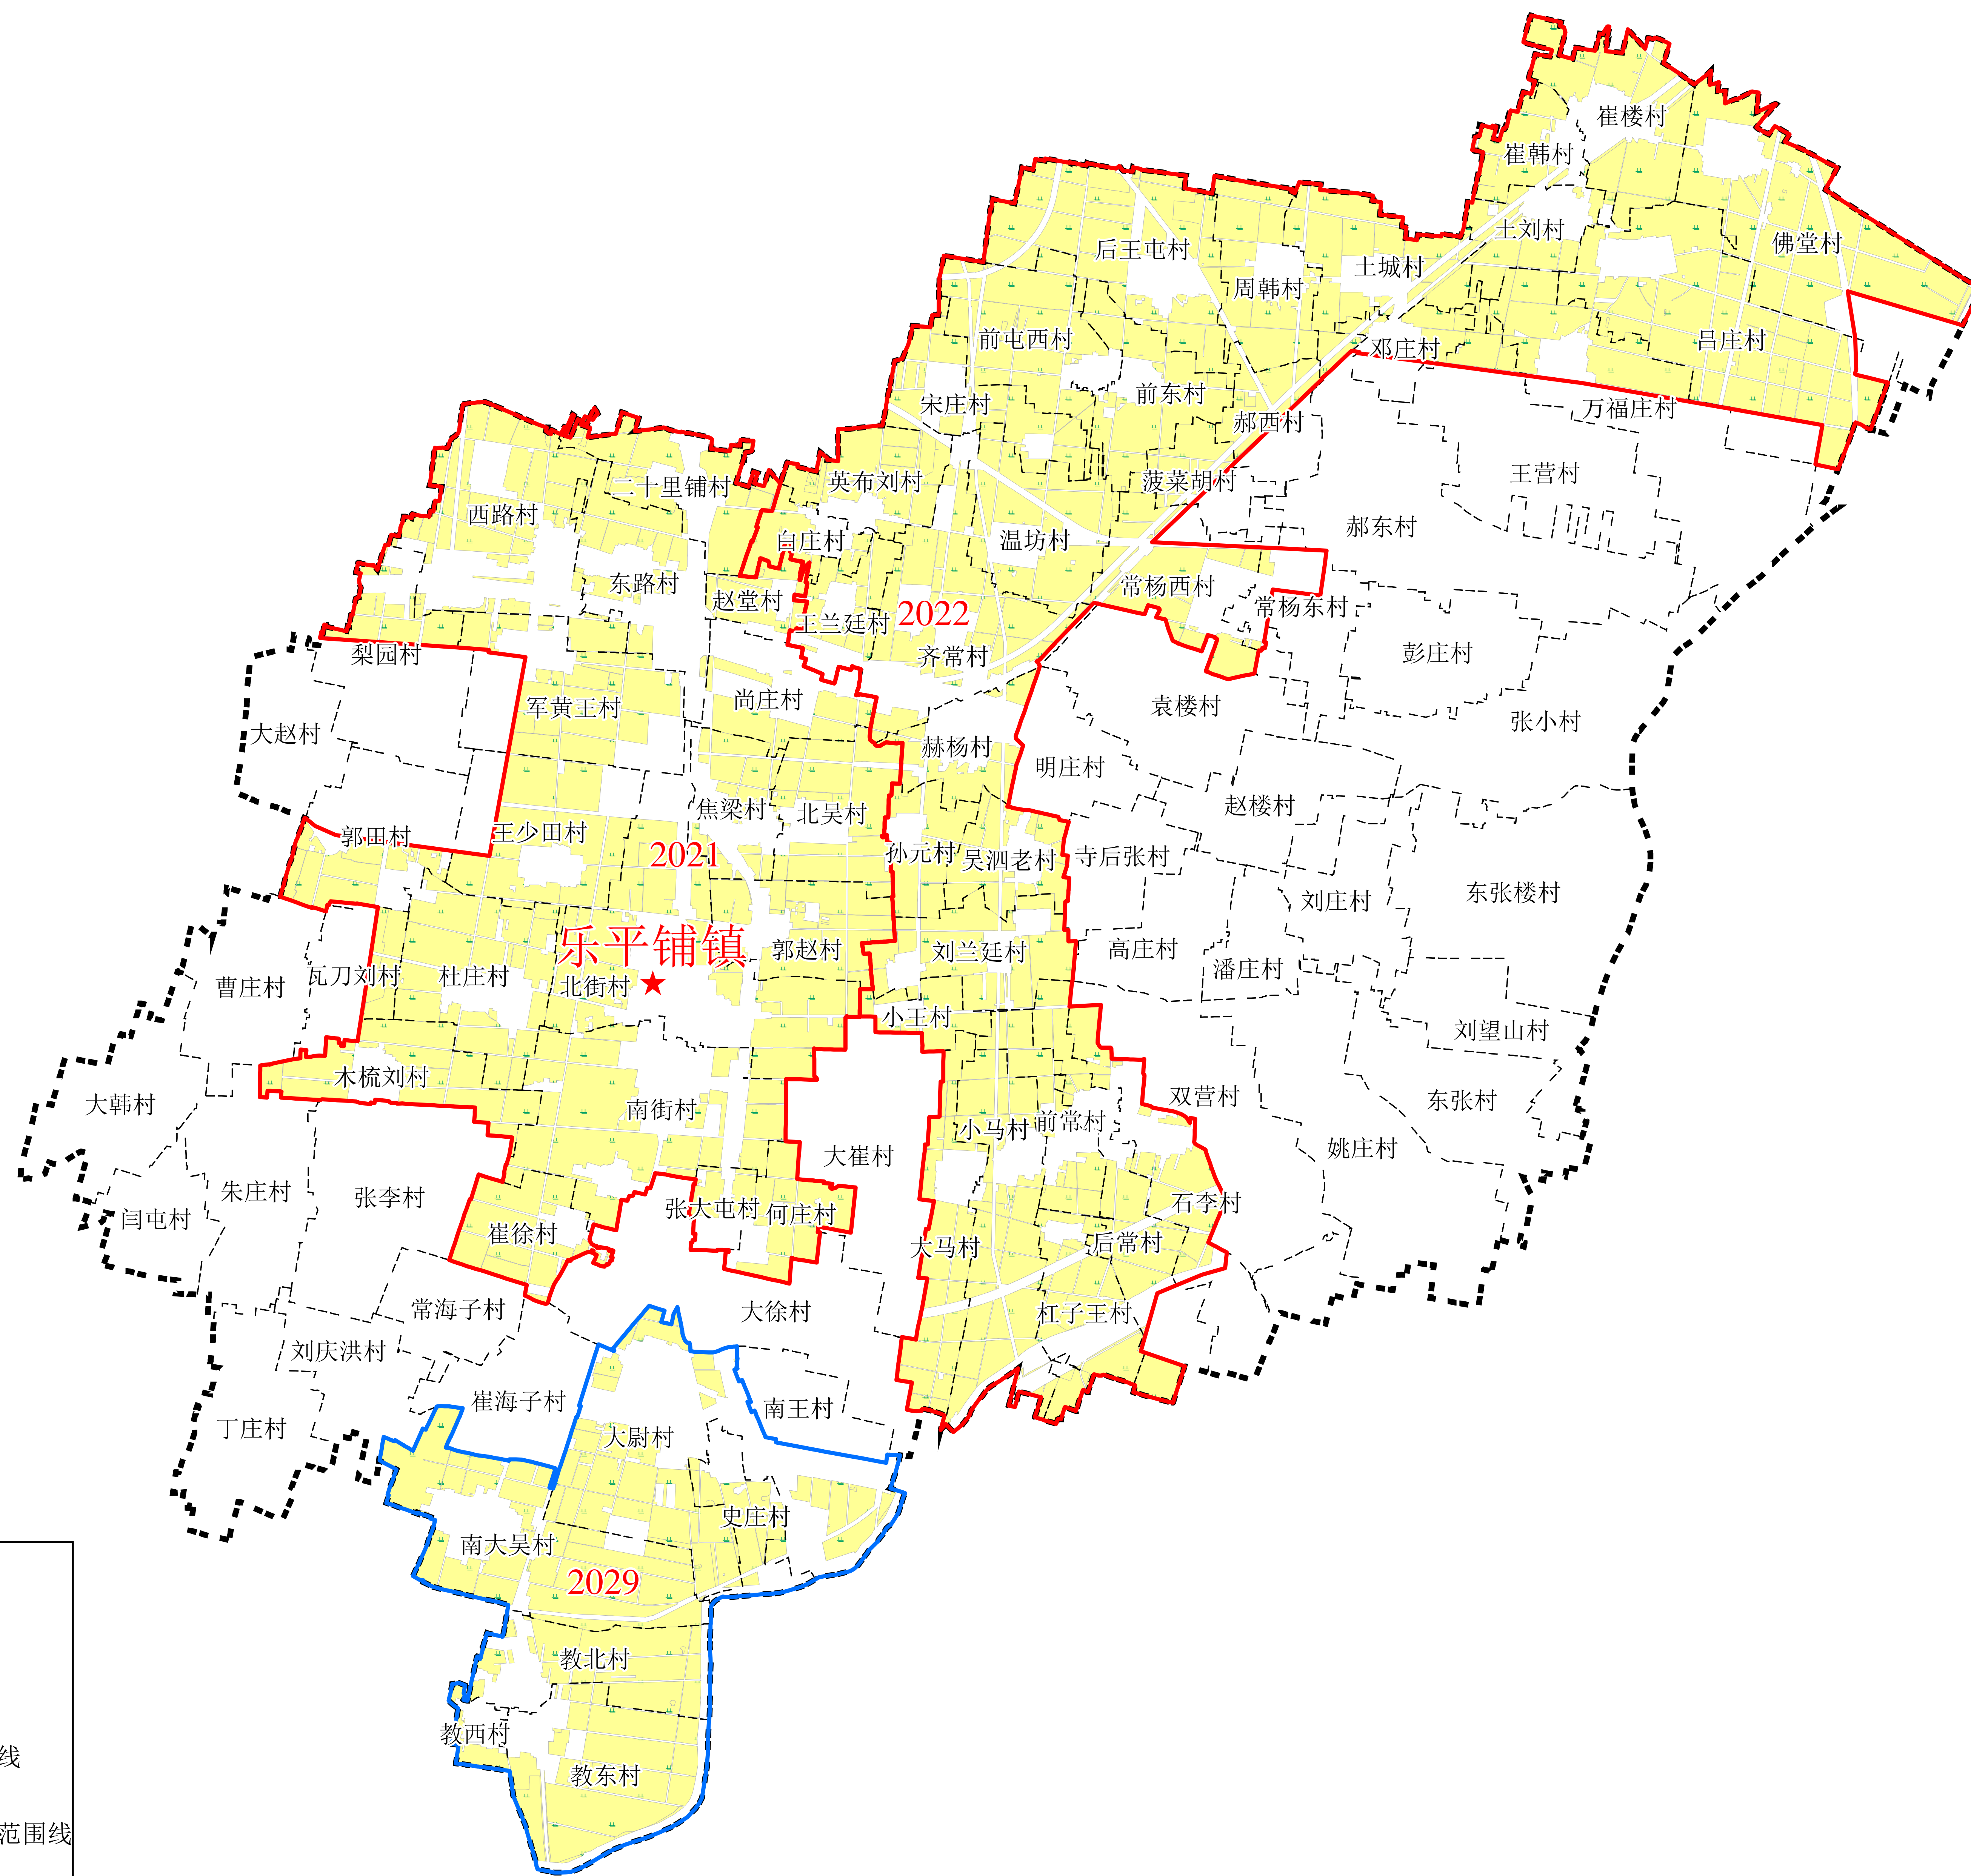 崔楼村
崔韩村
土刘村
佛堂村
后王屯村
土城村
周韩村
前屯西村
邓庄村
吕庄村
前东村
宋庄村
郝西村
万福庄村
英布刘村
菠菜胡村
王营村
二十里铺村
西路村
白庄村
温坊村
郝东村
东路村
赵堂村
常杨西村
常杨东村
王兰廷村
2022
梨园村
齐常村
彭庄村
尚庄村
军黄王村
袁楼村
张小村
大赵村
赫杨村
明庄村
赵楼村
焦梁村
北吴村
郭田村
王少田村
2021
孙元村
吴泗老村
寺后张村
刘庄村
东张楼村
乐平铺镇
郭赵村
刘兰廷村
高庄村
潘庄村
曹庄村
瓦刀刘村
杜庄村
北街村
小王村
刘望山村
木梳刘村
大韩村
南街村
小马村
前常村
双营村
东张村
姚庄村
大崔村
朱庄村
张李村
闫屯村
张大屯村
何庄村
石李村
崔徐村
大马村
后常村
常海子村
大徐村
杠子王村
刘庆洪村
崔海子村
南王村
丁庄村
大尉村
史庄村
南大吴村
2029
教北村
教西村
教东村
线
范围线